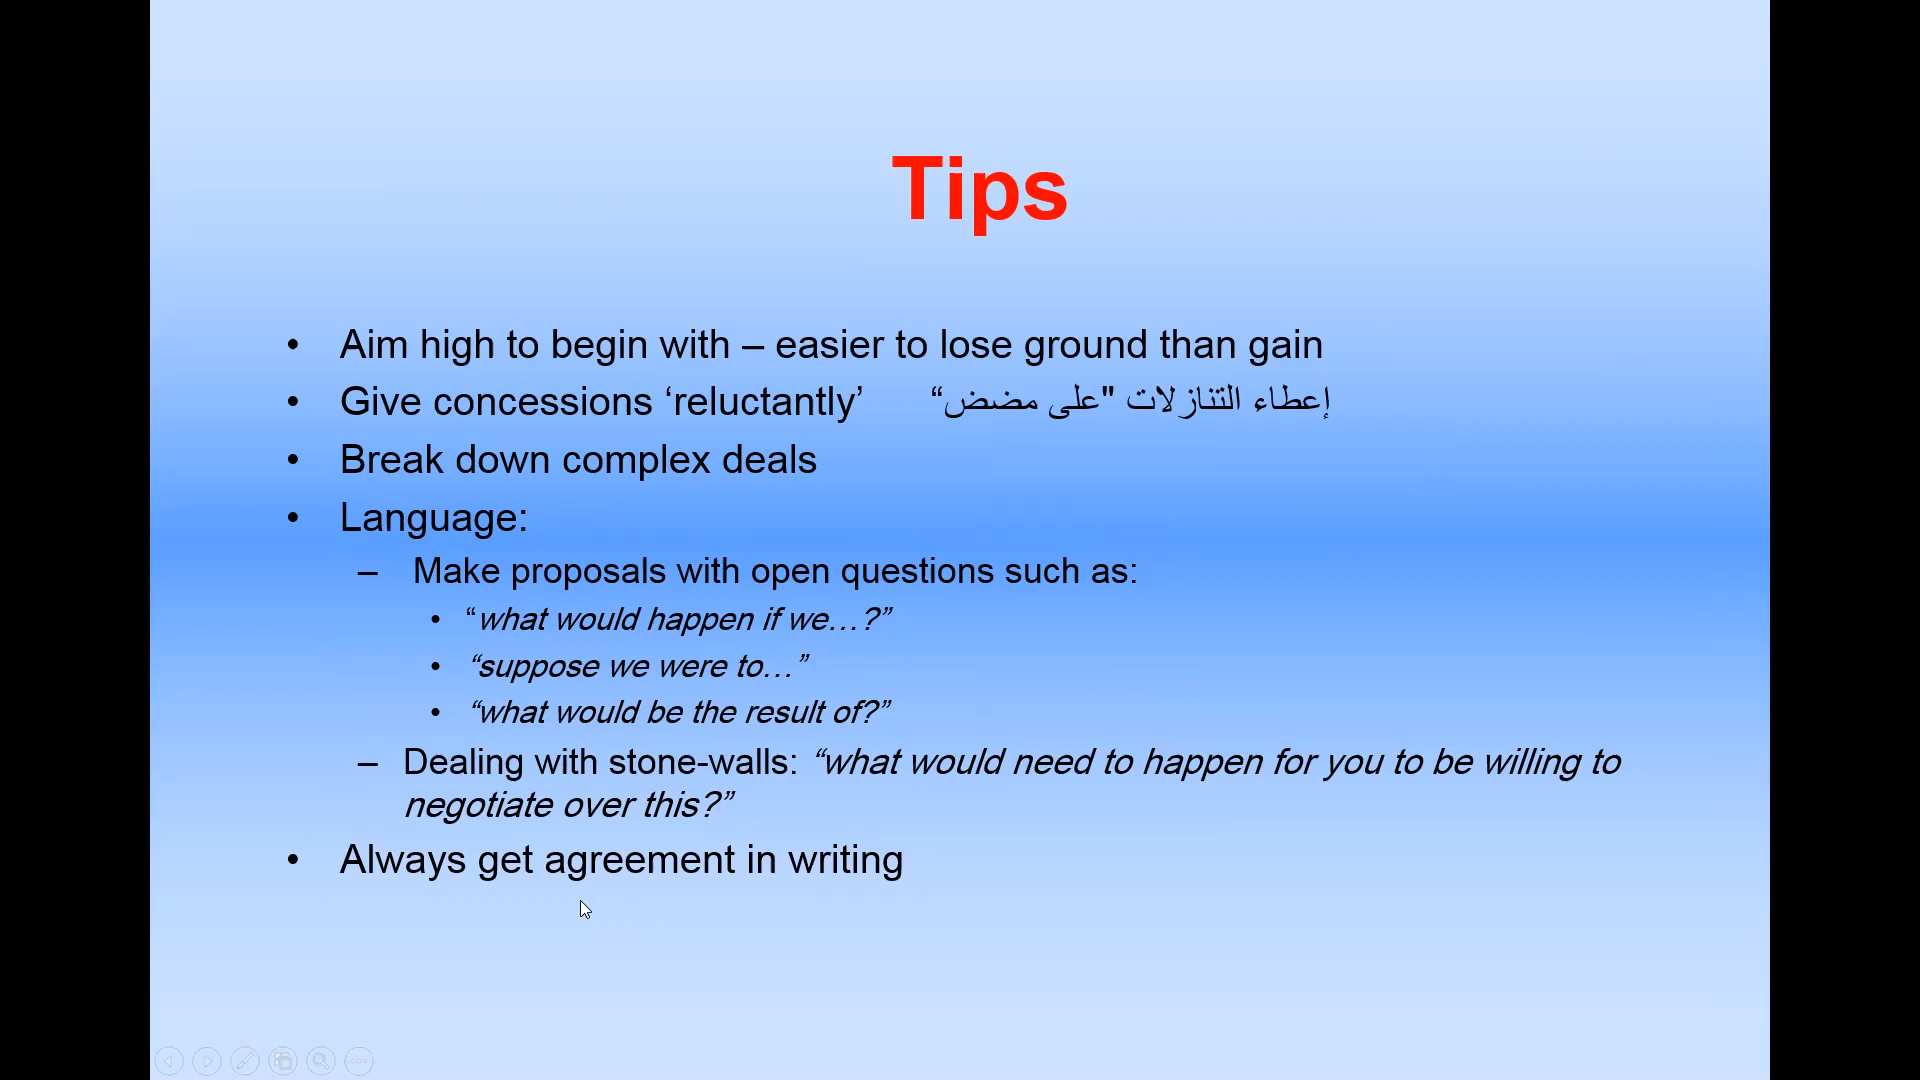 Tips
• Aim high to begin with – easier to lose ground than gain
• Give concessions ‘reluctantly’ إعطاء التنازلات "على مضض“
• Break down complex deals
• Language:
– Make proposals with open questions such as:
• “what would happen if we…?”
• “suppose we were to…”
• “what would be the result of?”
– Dealing with stone-walls: “what would need to happen for you to be willing to
negotiate over this?”
• Always get agreement in writing